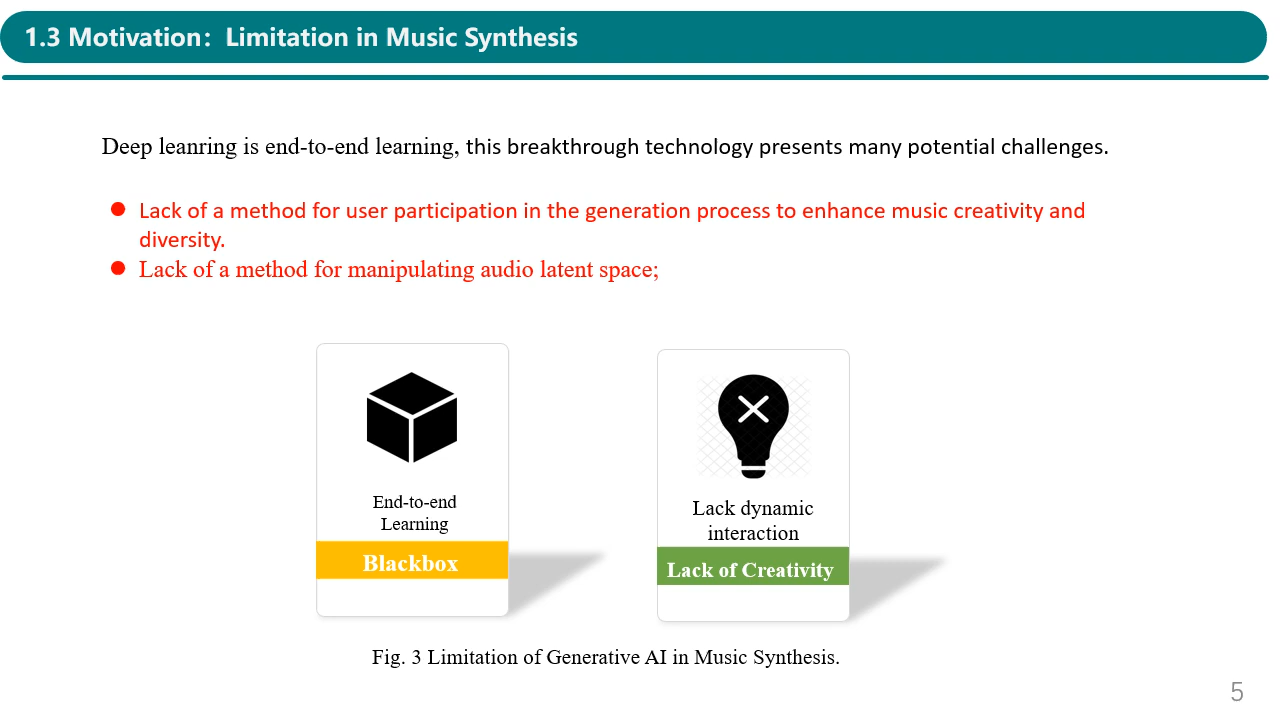 1.3 Motivation：Limitation in Music Synthesis
Deep leanring is end-to-end learning, this breakthrough technology presents many potential challenges.
Lack of a method for user participation in the generation process to enhance music creativity and
diversity.
Lack of a method for manipulating audio latent space;
End-to-end
Learning
Blackbox
Lack dynamic
interaction
Lack of Creativity
Fig. 3 Limitation of Generative AI in Music Synthesis.
5